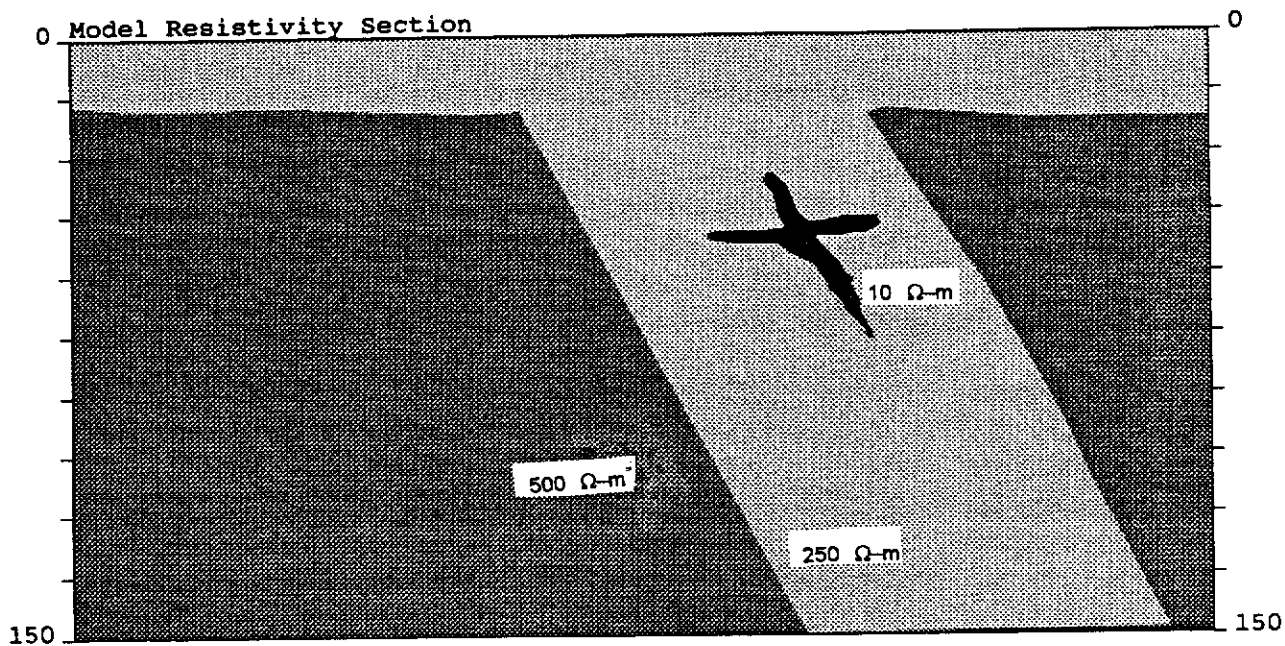 Model Resistivity Section
0
0
10 Ω-m
500 Ω-m
250 Ω-m
150
150